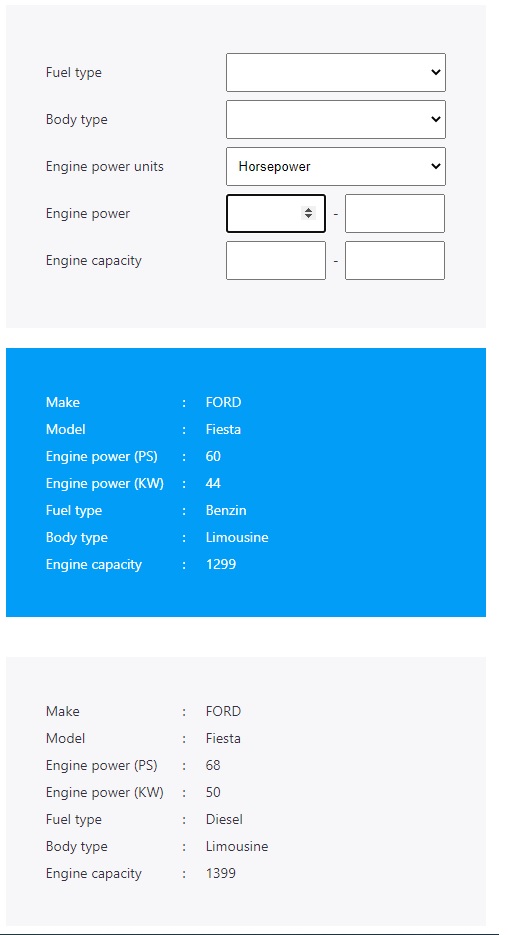 Fuel type
Body type
Engine power units Horsepower
Engine power -
Engine capacity -
Make : FORD
Model : Fiesta
Engine power (PS) : 60
Engine power (KW) : 44
Fuel type : Benzin
Body type : Limousine
Engine capacity : 1299
Make : FORD
Model : Fiesta
Engine power (PS) : 68
Engine power (KW) : 50
Fuel type : Diesel
Body type : Limousine
Engine capacity : 1399